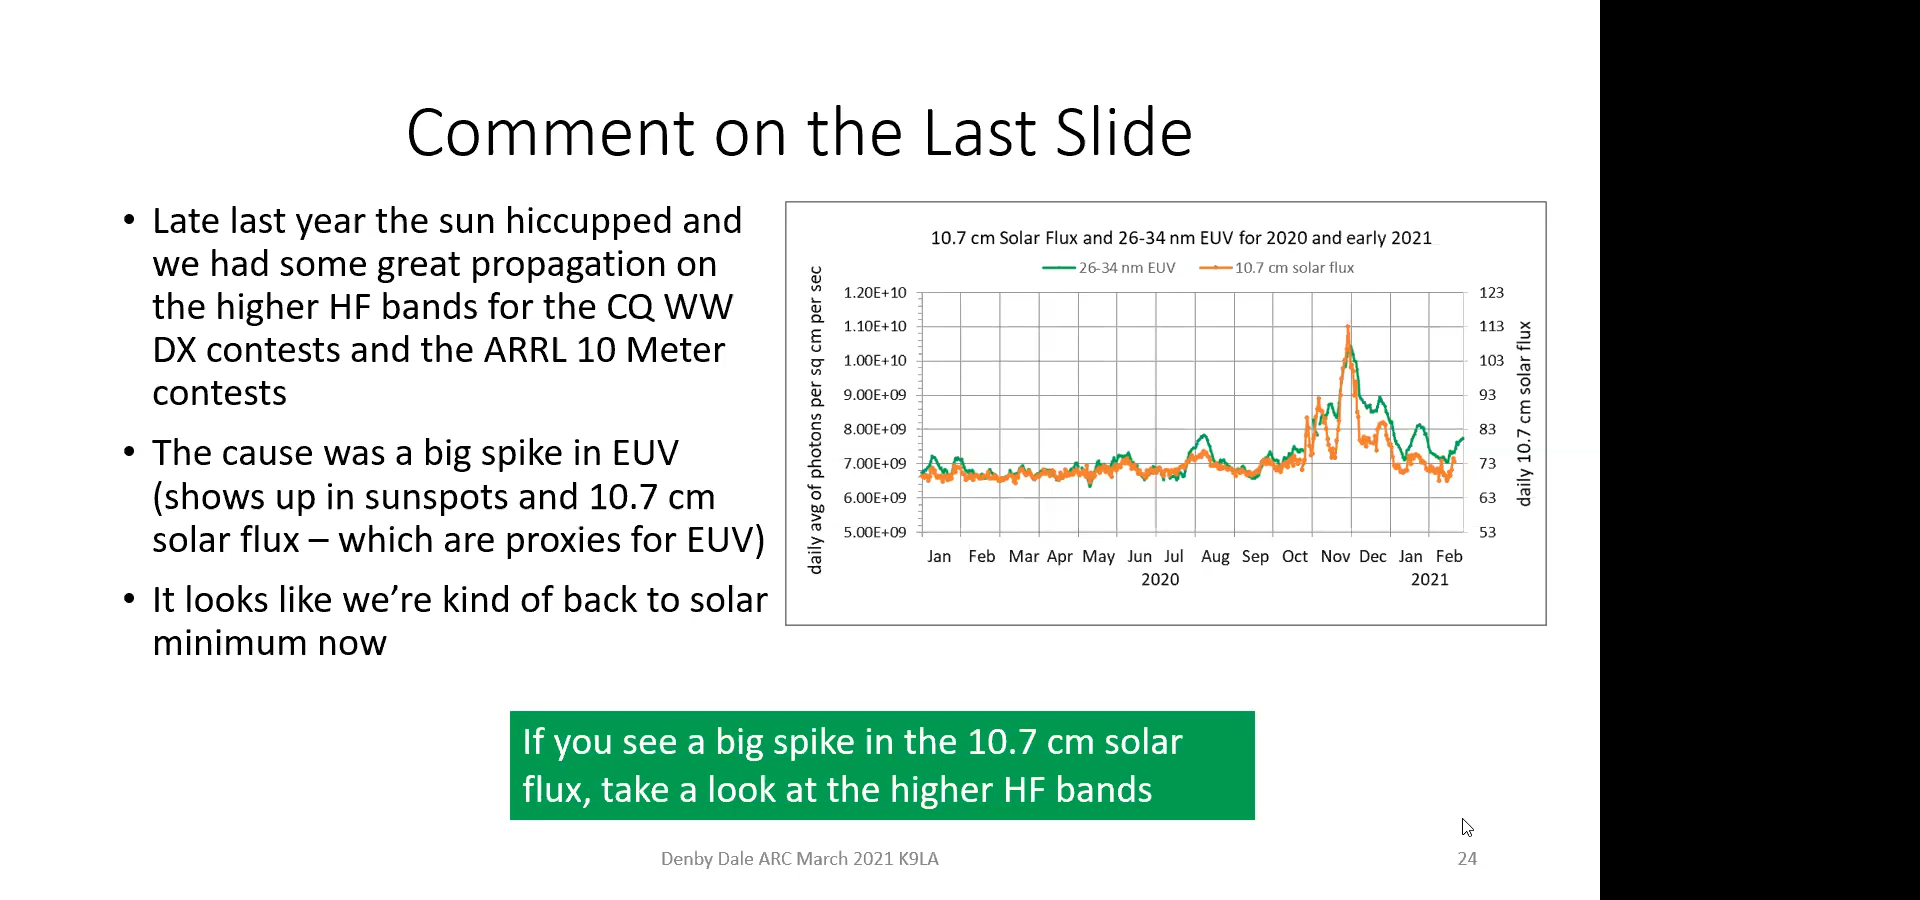 Comment on the Last Slide
• Late last year the sun hiccupped and
we had some great propagation on
the higher HF bands for the CQ WW
DX contests and the ARRL 10 Meter
contests
• The cause was a big spike in EUV
(shows up in sunspots and 10.7 cm
solar flux – which are proxies for EUV)
• It looks like we’re kind of back to solar
minimum now
10.7 cm Solar Flux and 26-34 nm EUV for 2020 and early 2021
26-34 nm EUV 10.7 cm solar flux
daily avg of photons per sq cm per sec
1.20E+10
1.10E+10
1.00E+10
9.00E+09
8.00E+09
7.00E+09
6.00E+09
5.00E+09
123
113
103
93
83
73
63
53
daily 10.7 cm solar flux
Jan Feb Mar Apr May Jun Jul Aug Sep Oct Nov Dec Jan Feb
2020 2021
If you see a big spike in the 10.7 cm solar
flux, take a look at the higher HF bands
Denby Dale ARC March 2021 K9LA
24